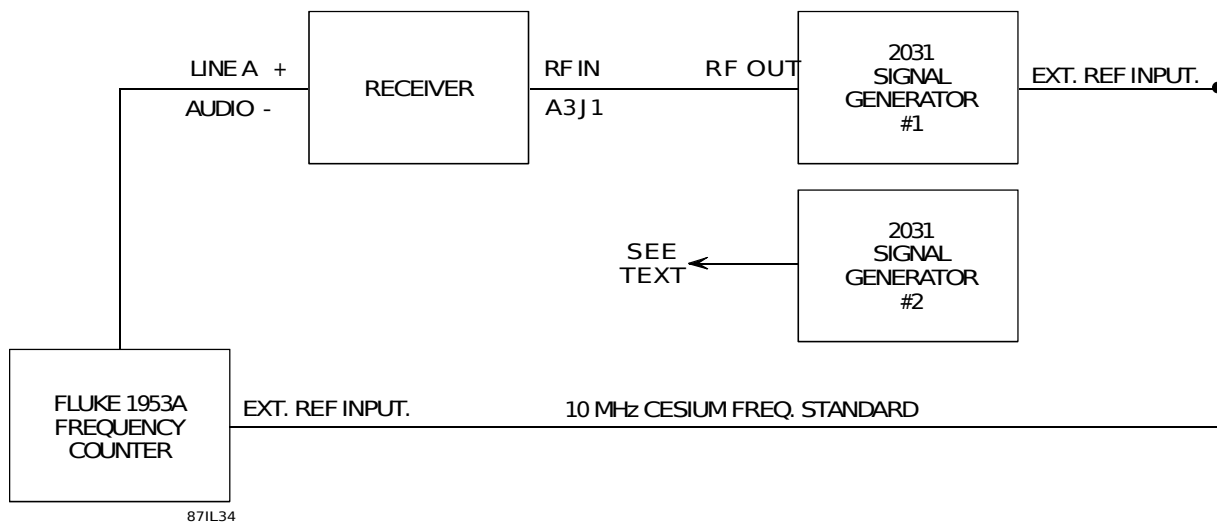 LINE A +
AUDIO -
RECEIVER
RF IN
A3J1
RF OUT
2031
SIGNAL
GENERATOR
#1
EXT. REF INPUT.
SEE
TEXT
2031
SIGNAL
GENERATOR
#2
FLUKE 1953A
FREQUENCY
COUNTER
EXT. REF INPUT.
10 MHz CESIUM FREQ. STANDARD
87IL34